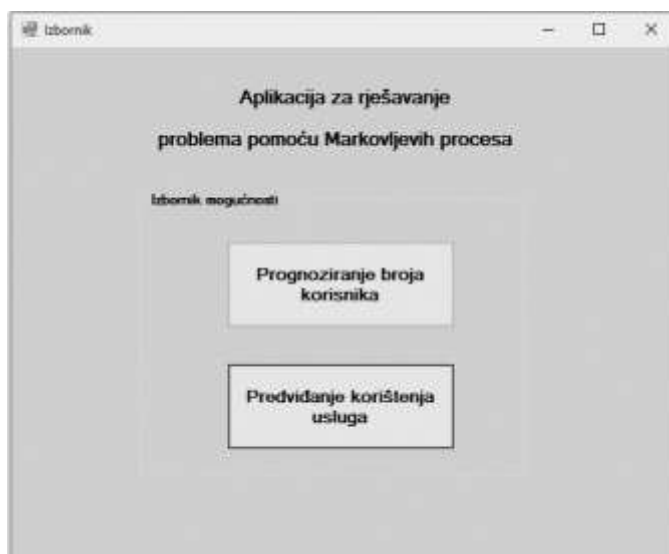 Izbornik
Aplikacija za rješavanje
problema pomoću Markovljevih procesa
Izbornik mogućnosti
Prognoziranje broja
korisnika
Predviđanje korištenja
usluga